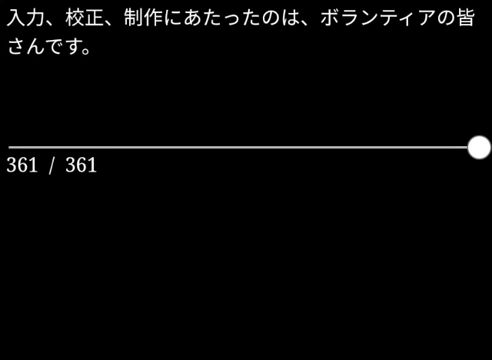 入力、校正、制作にあたったのは、ボランティアの皆
さんです。
361 / 361